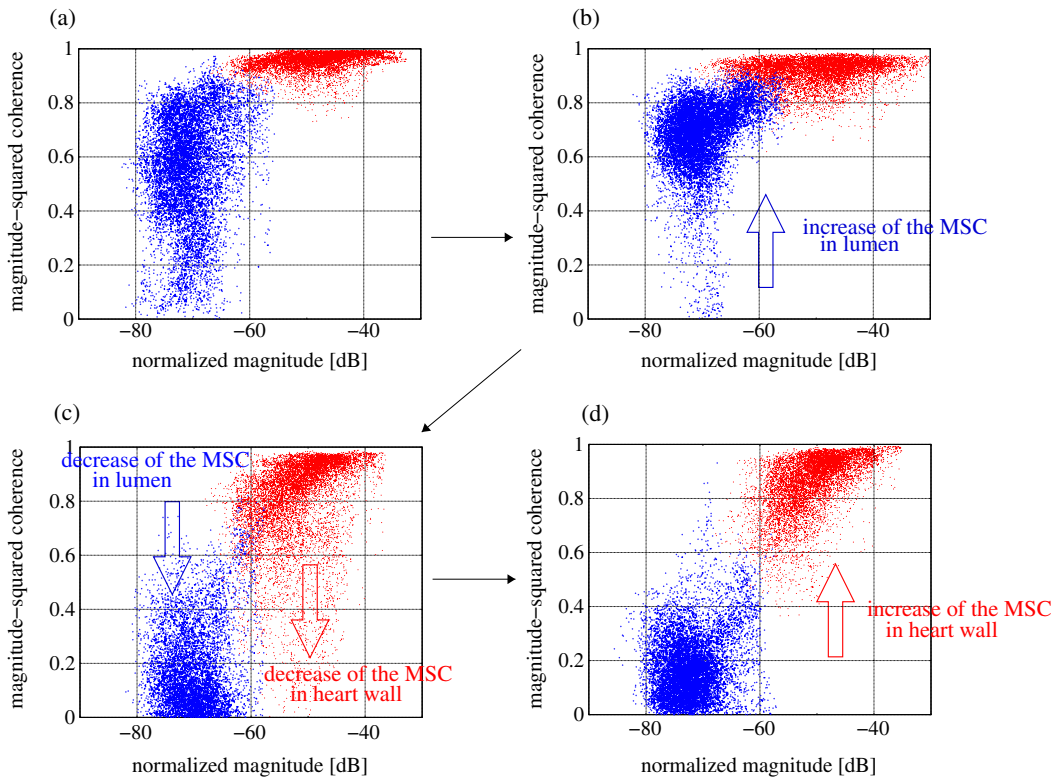 (a)
1
0.8
0.6
0.4
0.2
0
−80
−60
−40
normalized magnitude [dB]
magnitude−squared coherence
(b)
1
0.8
0.6
0.4
0.2
0
−80
−60
−40
normalized magnitude [dB]
magnitude−squared coherence
increase of the MSC
in lumen
(c)
1
0.8
0.6
0.4
0.2
0
−80
−60
−40
normalized magnitude [dB]
magnitude−squared coherence
decrease of the MSC
in lumen
decrease of the MSC
in heart wall
(d)
1
0.8
0.6
0.4
0.2
0
−80
−60
−40
normalized magnitude [dB]
magnitude−squared coherence
increase of the MSC
in heart wall